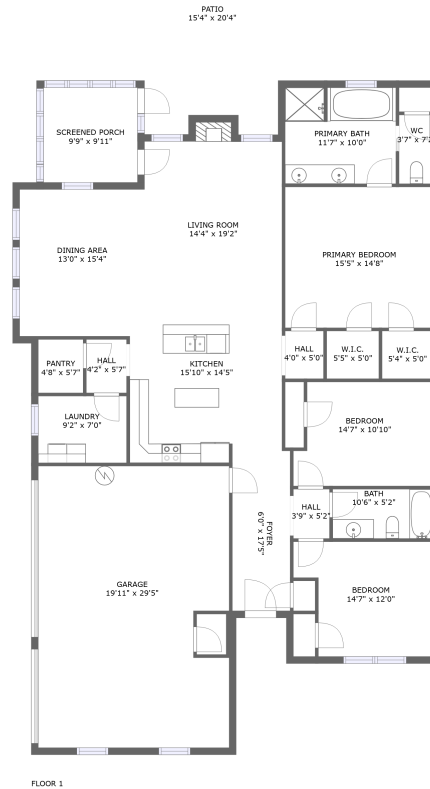 PATIO
15'4" x 20'4"
SCREENED PORCH
9'9" x 9'11"
PRIMARY BATH
11'7" x 10'0"
WC
3'7" x 7'2
LIVING ROOM
14'4" x 19'2"
DINING AREA
13'0" x 15'4"
PRIMARY BEDROOM
15'5" x 14'8"
PANTRY
4'8" x 5'7"
HALL
4'2" x 5'7"
KITCHEN
15'10" x 14'5"
HALL
4'0" x 5'0"
W.I.C.
5'5" x 5'0"
W.I.C.
5'4" x 5'0"
LAUNDRY
9'2" x 7'0"
BEDROOM
14'7" x 10'10"
BATH
10'6" x 5'2"
HALL
3'9" x 5'2"
FOYER
6'0" x 17'5"
GARAGE
19'11" x 29'5"
BEDROOM
14'7" x 12'0"
FLOOR 1